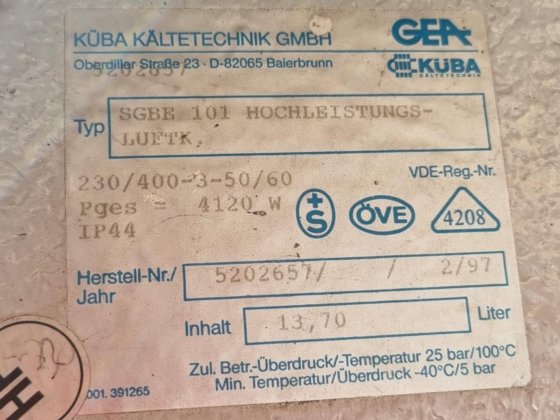 KÜBA KÄLTETECHNIK GMBH
GEA
Oberdiller Straße 23 · D-82065 Baierbrunn
KÜBA
KÄLTETECHNIK
5202657
Typ SGBE 101 HOCHLEISTUNGS-
LUFTK.
230/400-3-50/60
VDE-Reg.-Nr.
Pges = 4120 W
+S ÖVE 4208
IP44
Herstell-Nr./ 5202657/ / 2/97
Jahr
Inhalt 13,70 Liter
Zul. Betr.-Überdruck/-Temperatur 25 bar/100°C
Min. Temperatur/Überdruck -40°C/5 bar
001. 391265